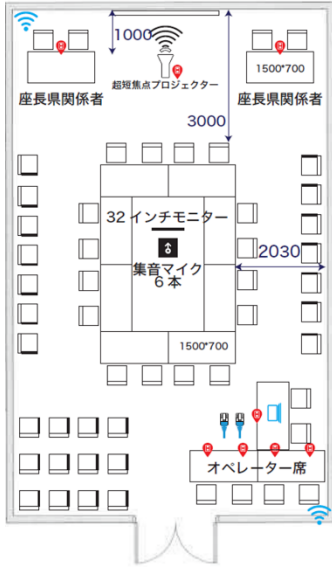 1000
超短焦点プロジェクター
1500*700
座長県関係者
座長県関係者
3000
32 インチモニター
集音マイク
6 本
2030
1500*700
オペレーター席